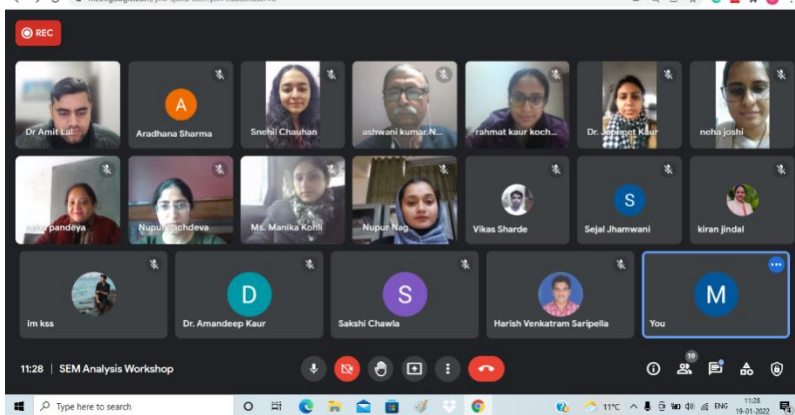 REC
Dr Amit Lal
A
Aradhana Sharma
Snehil Chauhan
ashwani kumar.N...
rahmat kaur koch...
Dr. Kaur
neha joshi
pandeya
Nupur
Ms. Manika Kohli
Nupur Nag
Vikas Sharde
S
Sejal Jhamwani
kiran jindal
im kss
D
Dr. Amandeep Kaur
S
Sakshi Chawla
Harish Venkatram Saripella
M
You
11:28 | SEM Analysis Workshop
19
Type here to search
11°C
ENG
11:28
19-01-2022